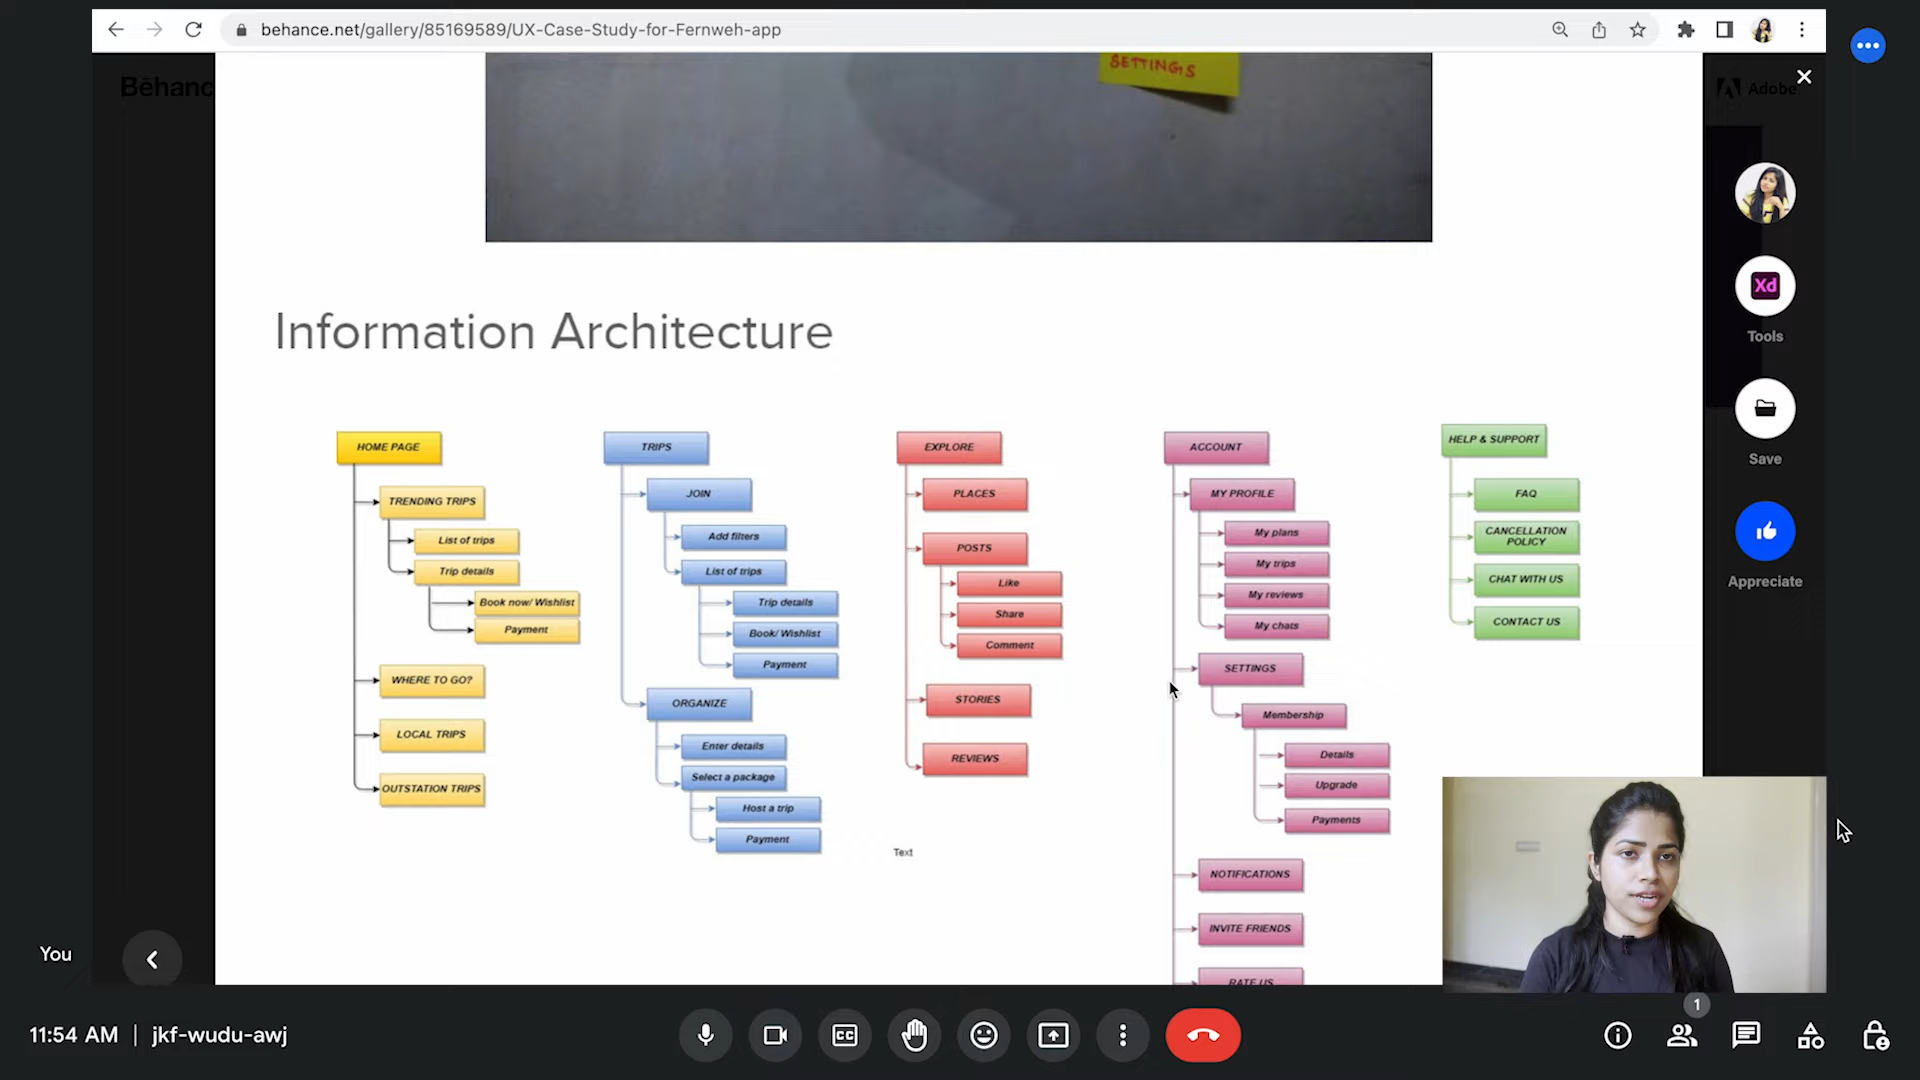 behance.net/gallery/85169589/UX-Case-Study-for-Fernweh-app
Bēhanc
Adobe
SETTINGS
Information Architecture
HOME PAGE
TRENDING TRIPS
List of trips
Trip details
Book now/ Wishlist
Payment
WHERE TO GO?
LOCAL TRIPS
OUTSTATION TRIPS
TRIPS
JOIN
Add filters
List of trips
Trip details
Book/ Wishlist
Payment
ORGANIZE
Enter details
Select a package
Host a trip
Payment
EXPLORE
PLACES
POSTS
Like
Share
Comment
STORIES
REVIEWS
Text
ACCOUNT
MY PROFILE
My plans
My trips
My reviews
My chats
SETTINGS
Membership
Details
Upgrade
Payments
NOTIFICATIONS
INVITE FRIENDS
RATE US
HELP & SUPPORT
FAQ
CANCELLATION
POLICY
CHAT WITH US
CONTACT US
Xd
Tools
Save
Appreciate
You
11:54 AM | jkf-wudu-awj
CC
1